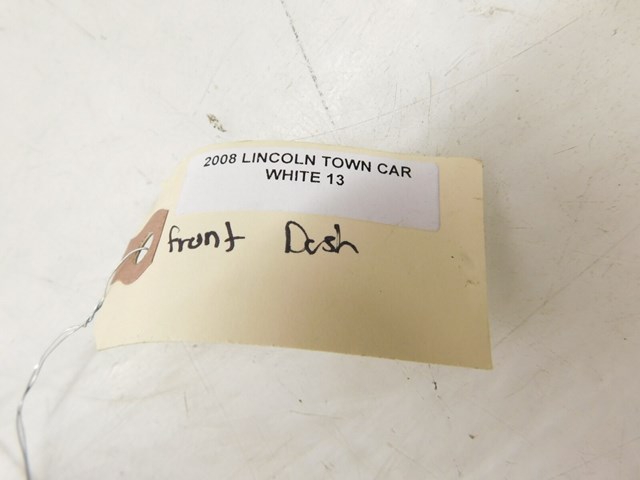 2008 LINCOLN TOWN CAR
WHITE 13
front Dash